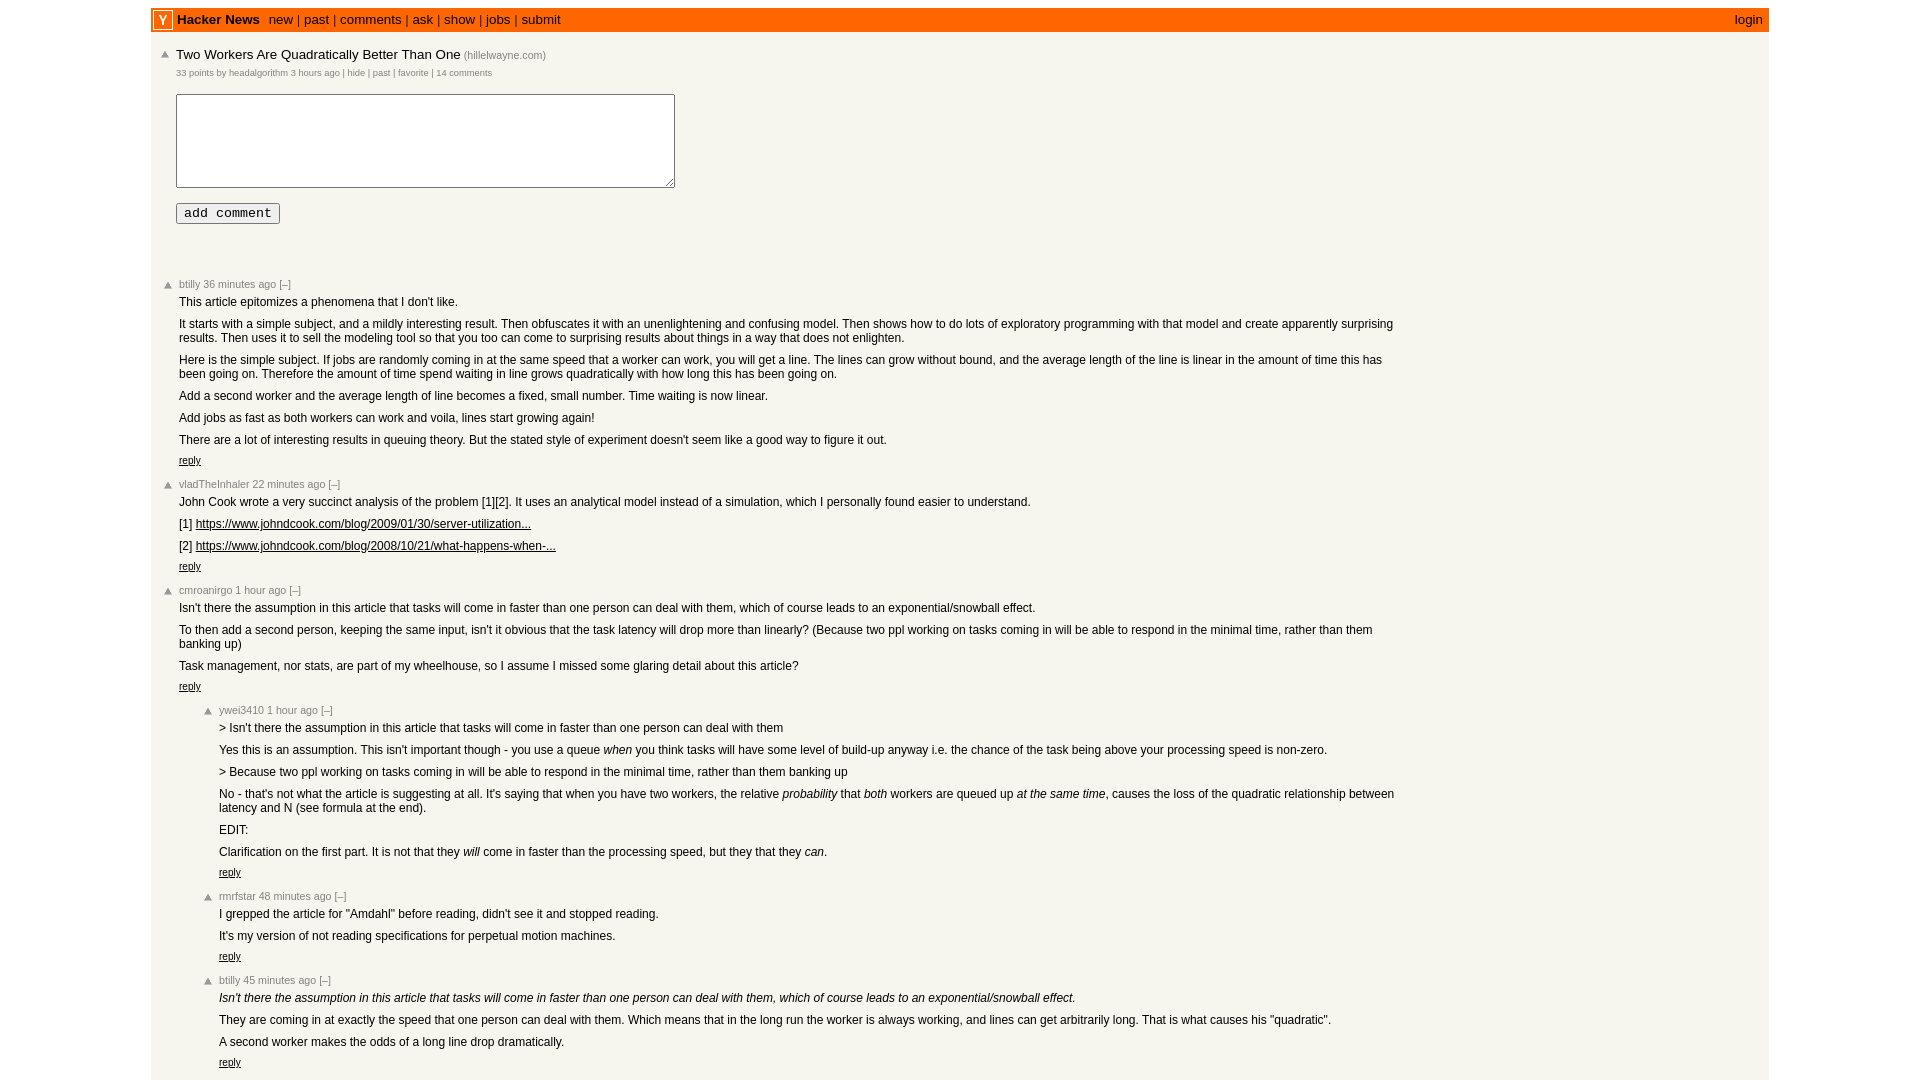 Y Hacker News new | past | comments | ask | show | jobs | submit login
Two Workers Are Quadratically Better Than One (hillelwayne.com)
33 points by headalgorithm 3 hours ago | hide | past | favorite | 14 comments
add comment
btilly 36 minutes ago [–]
This article epitomizes a phenomena that I don't like.
It starts with a simple subject, and a mildly interesting result. Then obfuscates it with an unenlightening and confusing model. Then shows how to do lots of exploratory programming with that model and create apparently surprising
results. Then uses it to sell the modeling tool so that you too can come to surprising results about things in a way that does not enlighten.
Here is the simple subject. If jobs are randomly coming in at the same speed that a worker can work, you will get a line. The lines can grow without bound, and the average length of the line is linear in the amount of time this has
been going on. Therefore the amount of time spend waiting in line grows quadratically with how long this has been going on.
Add a second worker and the average length of line becomes a fixed, small number. Time waiting is now linear.
Add jobs as fast as both workers can work and voila, lines start growing again!
There are a lot of interesting results in queuing theory. But the stated style of experiment doesn't seem like a good way to figure it out.
reply
vladTheInhaler 22 minutes ago [–]
John Cook wrote a very succinct analysis of the problem [1][2]. It uses an analytical model instead of a simulation, which I personally found easier to understand.
[1] https://www.johndcook.com/blog/2009/01/30/server-utilization...
[2] https://www.johndcook.com/blog/2008/10/21/what-happens-when-...
reply
cmroanirgo 1 hour ago [–]
Isn't there the assumption in this article that tasks will come in faster than one person can deal with them, which of course leads to an exponential/snowball effect.
To then add a second person, keeping the same input, isn't it obvious that the task latency will drop more than linearly? (Because two ppl working on tasks coming in will be able to respond in the minimal time, rather than them
banking up)
Task management, nor stats, are part of my wheelhouse, so I assume I missed some glaring detail about this article?
reply
ywei3410 1 hour ago [–]
> Isn't there the assumption in this article that tasks will come in faster than one person can deal with them
Yes this is an assumption. This isn't important though - you use a queue when you think tasks will have some level of build-up anyway i.e. the chance of the task being above your processing speed is non-zero.
> Because two ppl working on tasks coming in will be able to respond in the minimal time, rather than them banking up
No - that's not what the article is suggesting at all. It's saying that when you have two workers, the relative probability that both workers are queued up at the same time, causes the loss of the quadratic relationship between
latency and N (see formula at the end).
EDIT:
Clarification on the first part. It is not that they will come in faster than the processing speed, but they that they can.
reply
rmrfstar 48 minutes ago [–]
I grepped the article for "Amdahl" before reading, didn't see it and stopped reading.
It's my version of not reading specifications for perpetual motion machines.
reply
btilly 45 minutes ago [–]
Isn't there the assumption in this article that tasks will come in faster than one person can deal with them, which of course leads to an exponential/snowball effect.
They are coming in at exactly the speed that one person can deal with them. Which means that in the long run the worker is always working, and lines can get arbitrarily long. That is what causes his "quadratic".
A second worker makes the odds of a long line drop dramatically.
reply